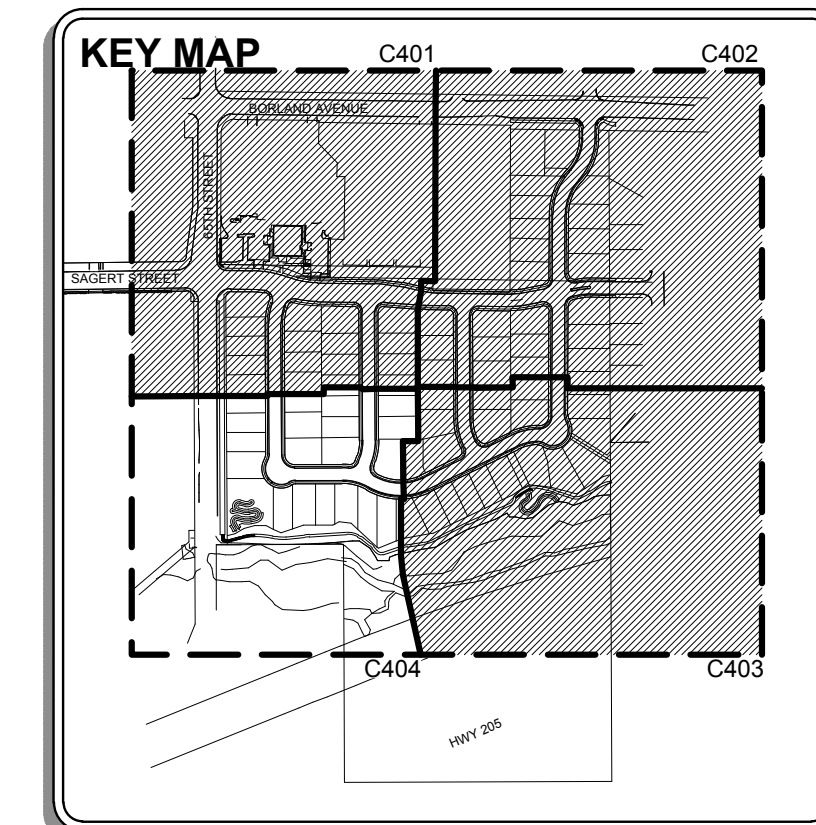 KEY MAP
C401
C402
BORLAND AVENUE
65TH STREET
SAGERT STREET
C404
C403
HWY 205